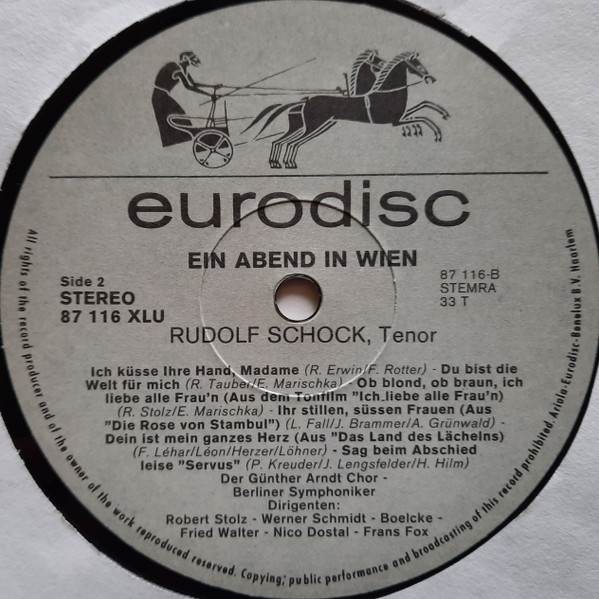 eurodisc
EIN ABEND IN WIEN
Side 2
STEREO
87 116 XLU
87 116-B
STEMRA
33 T
RUDOLF SCHOCK, Tenor
Ich küsse Ihre Hand, Madame (R. Erwin/F. Rotter) - Du bist die
Welt für mich (R. Tauber/E. Marischka) - Ob blond, ob braun, ich
liebe alle Frau'n (Aus dem Tonfilm "Ich liebe alle Frau'n)
(R. Stolz/E. Marischka) - Ihr stillen, süssen Frauen (Aus
"Die Rose von Stambul") (L. Fall/J. Brammer/A. Grünwald) -
Dein ist mein ganzes Herz (Aus "Das Land des Lächelns)
(F. Léhar/Léon/Herzer/Löhner) - Sag beim Abschied
leise "Servus" (P. Kreuder/J. Lengsfelder/H. Hilm)
Der Günther Arndt Chor -
Berliner Symphoniker
Dirigenten:
Robert Stolz - Werner Schmidt - Boelcke -
Fried Walter - Nico Dostal - Frans Fox
All rights of the record producer and of the owner of the work reproduced reserved. Copying, public performance and broadcasting of this record prohibited. Ariola-Eurodisc-Benelux B.V. Haarlem